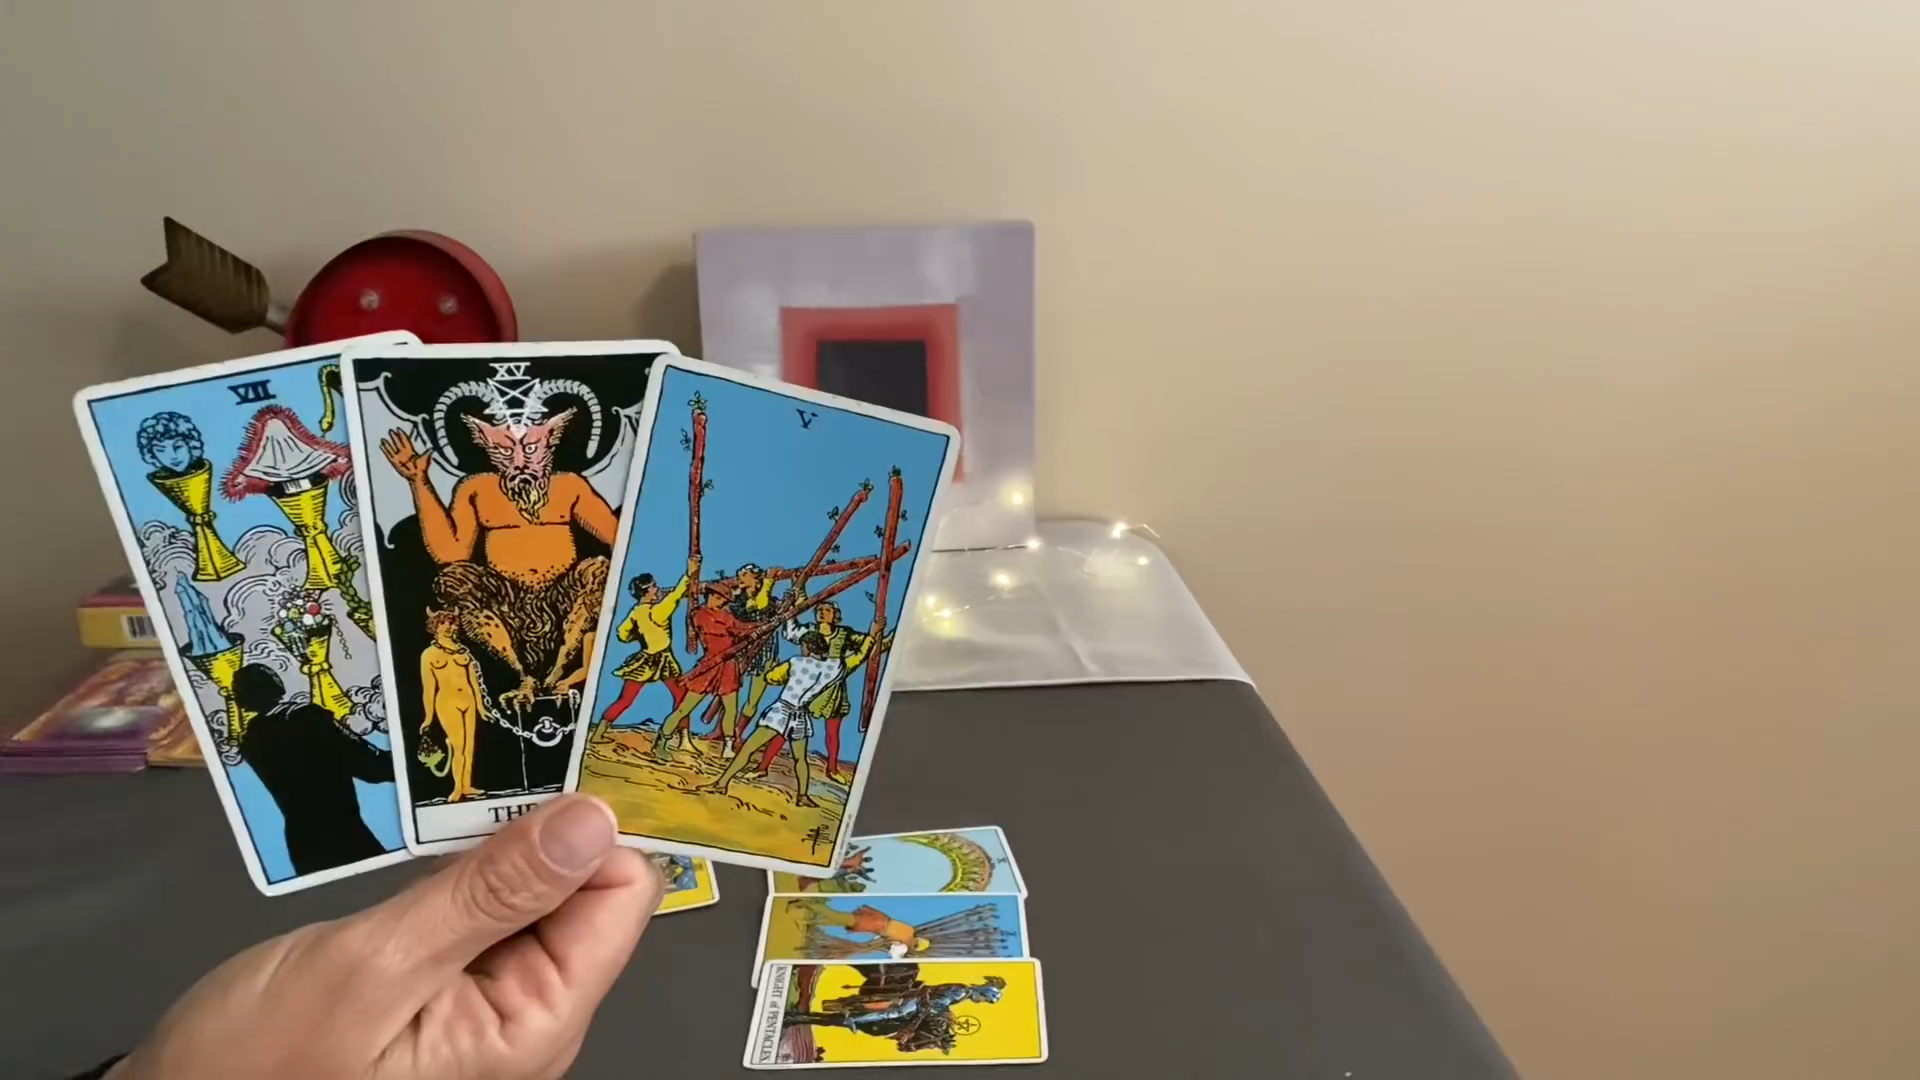 VII
XV
V
THE
X
X
KNIGHT of PENTACLES